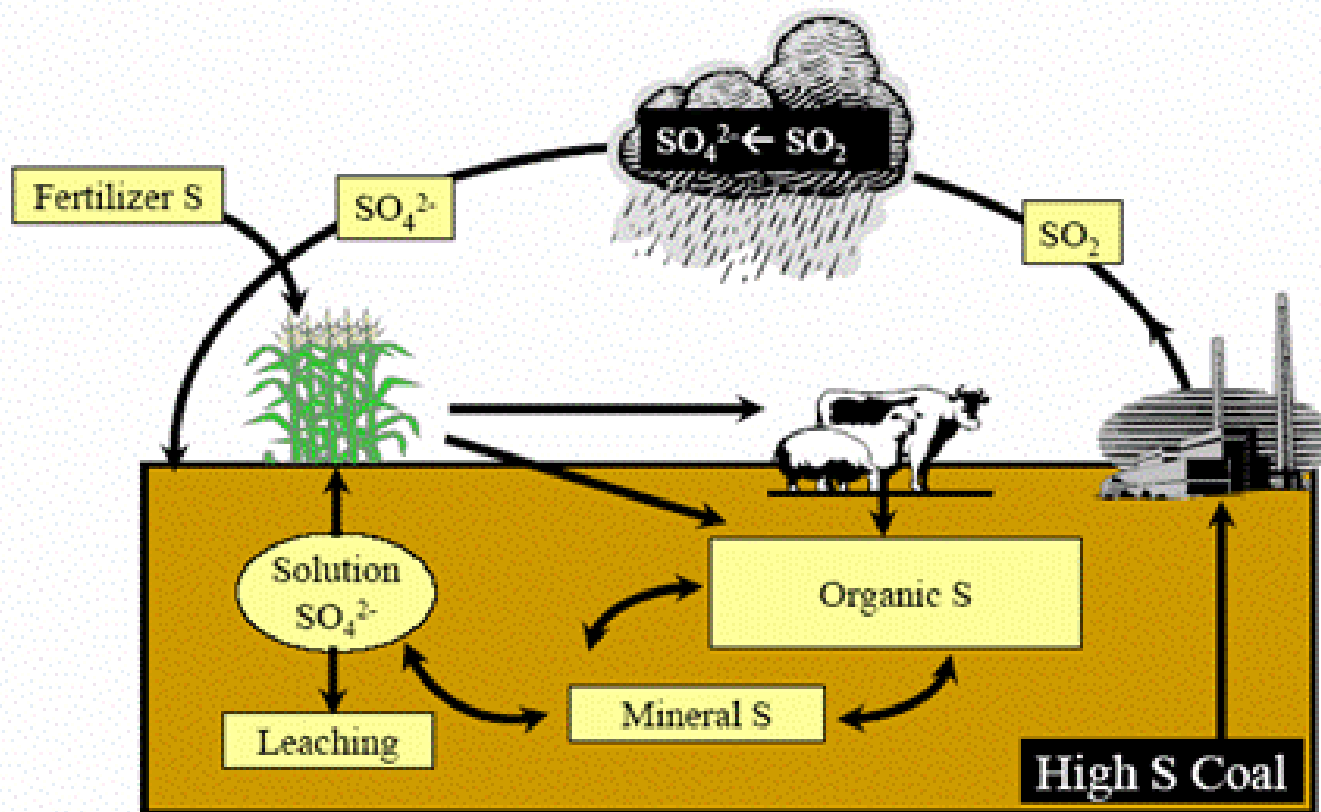 SO₄²⁻ ← SO₂
Fertilizer S
SO₄²⁻
SO₂
Solution
SO₄²⁻
Organic S
Mineral S
Leaching
High S Coal